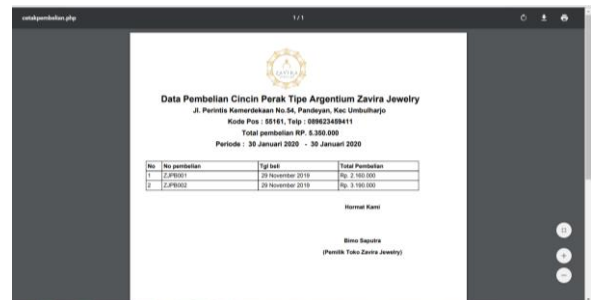 cetakpembelian.php
1 / 1
ZAVIRA
Data Pembelian Cincin Perak Tipe Argentium Zavira Jewelry
Jl. Perintis Kemerdekaan No.54, Pandeyan, Kec Umbulharjo
Kode Pos : 55161, Telp : 089623459411
Total pembelian RP. 5.350.000
Periode : 30 Januari 2020 - 30 Januari 2020
No No pembelian Tgl beli Total Pembelian
1 ZJPB001 29 November 2019 Rp. 2.160.000
2 ZJPB002 29 November 2019 Rp. 3.190.000
Hormat Kami
Bimo Saputra
(Pemilik Toko Zavira Jewelry)